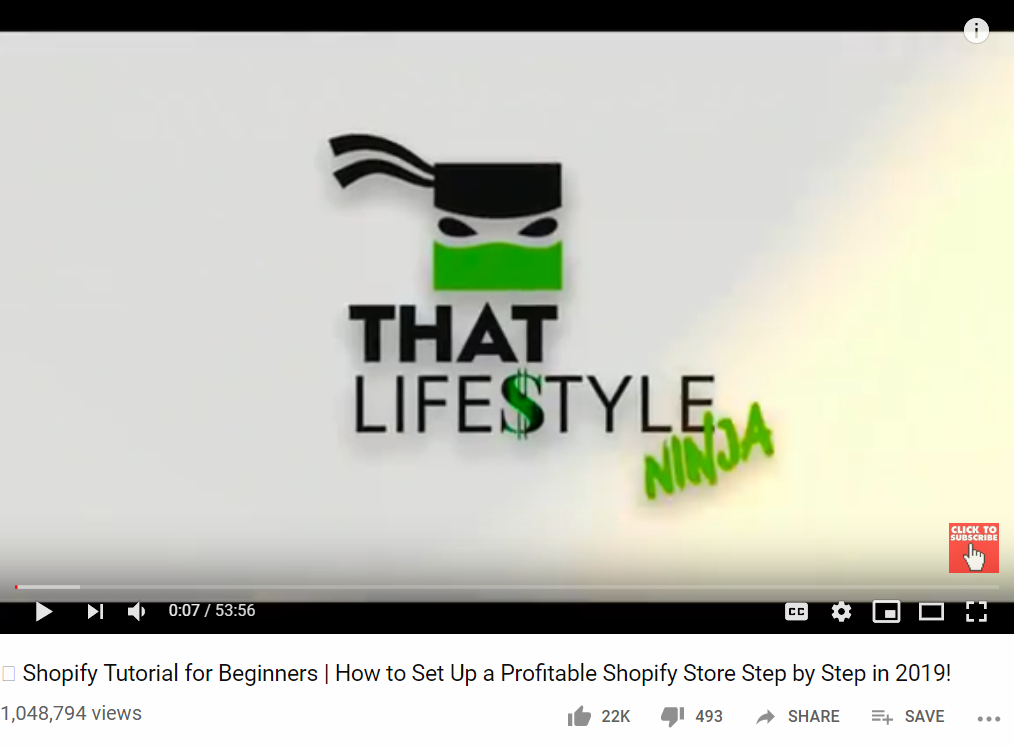 THAT
LIFE$TYLE
NINJA
CLICK TO
SUBSCRIBE
0:07 / 53:56
CC
Shopify Tutorial for Beginners | How to Set Up a Profitable Shopify Store Step by Step in 2019!
1,048,794 views
22K 493 SHARE SAVE